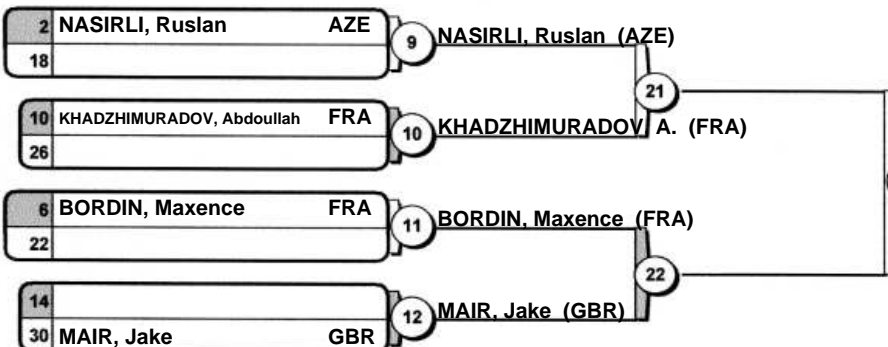 2 NASIRLI, Ruslan AZE
18
9 NASIRLI, Ruslan (AZE)
21
10 KHADZHIMURADOV, Abdoullah FRA
26
10 KHADZHIMURADOV, A. (FRA)
6 BORDIN, Maxence FRA
22
11 BORDIN, Maxence (FRA)
22
14
30 MAIR, Jake GBR
12 MAIR, Jake (GBR)